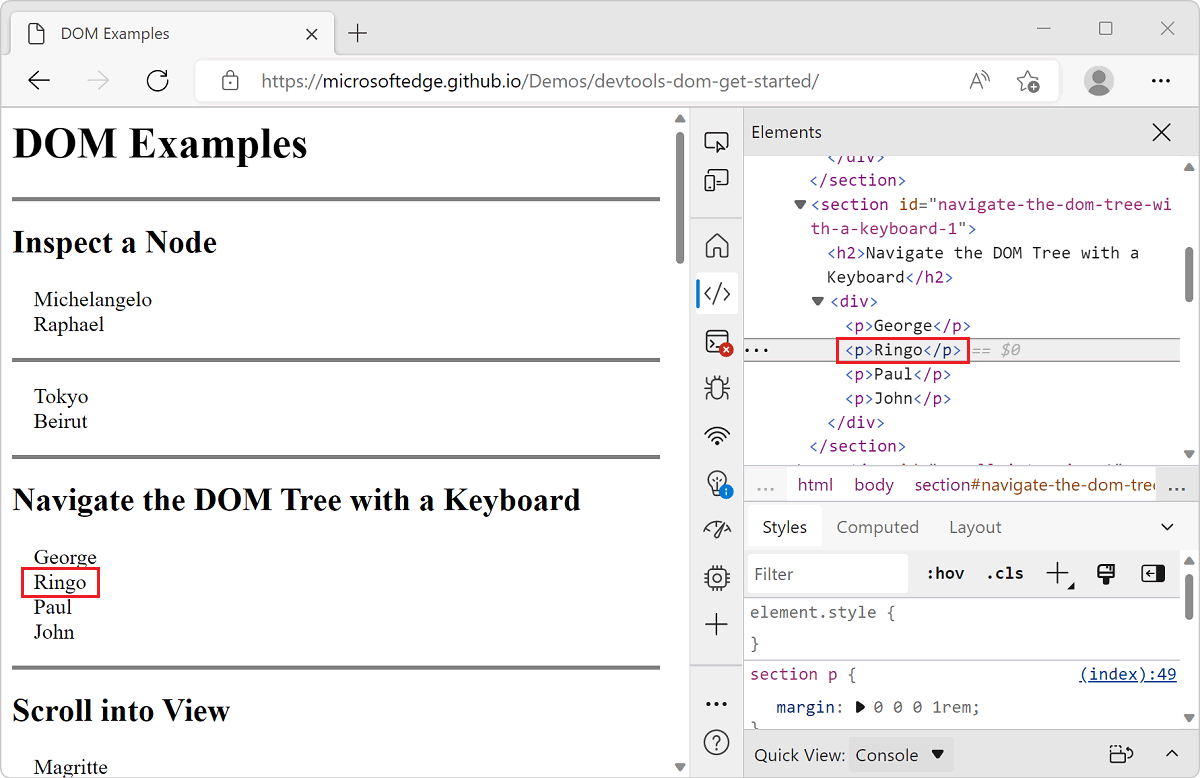 DOM Examples
https://microsoftedge.github.io/Demos/devtools-dom-get-started/
DOM Examples
Inspect a Node
Michelangelo
Raphael
Tokyo
Beirut
Navigate the DOM Tree with a Keyboard
George
Ringo
Paul
John
Scroll into View
Magritte
Elements
</div>
</section>
<section id="navigate-the-dom-tree-wi
th-a-keyboard-1">
<h2>Navigate the DOM Tree with a
Keyboard</h2>
<div>
<p>George</p>
... <p>Ringo</p> == $0
<p>Paul</p>
<p>John</p>
</div>
</section>
... html body section#navigate-the-dom-tree ...
Styles Computed Layout
Filter :hov .cls
element.style {
}
section p { (index):49
margin: 0 0 0 1rem;
}
Quick View: Console